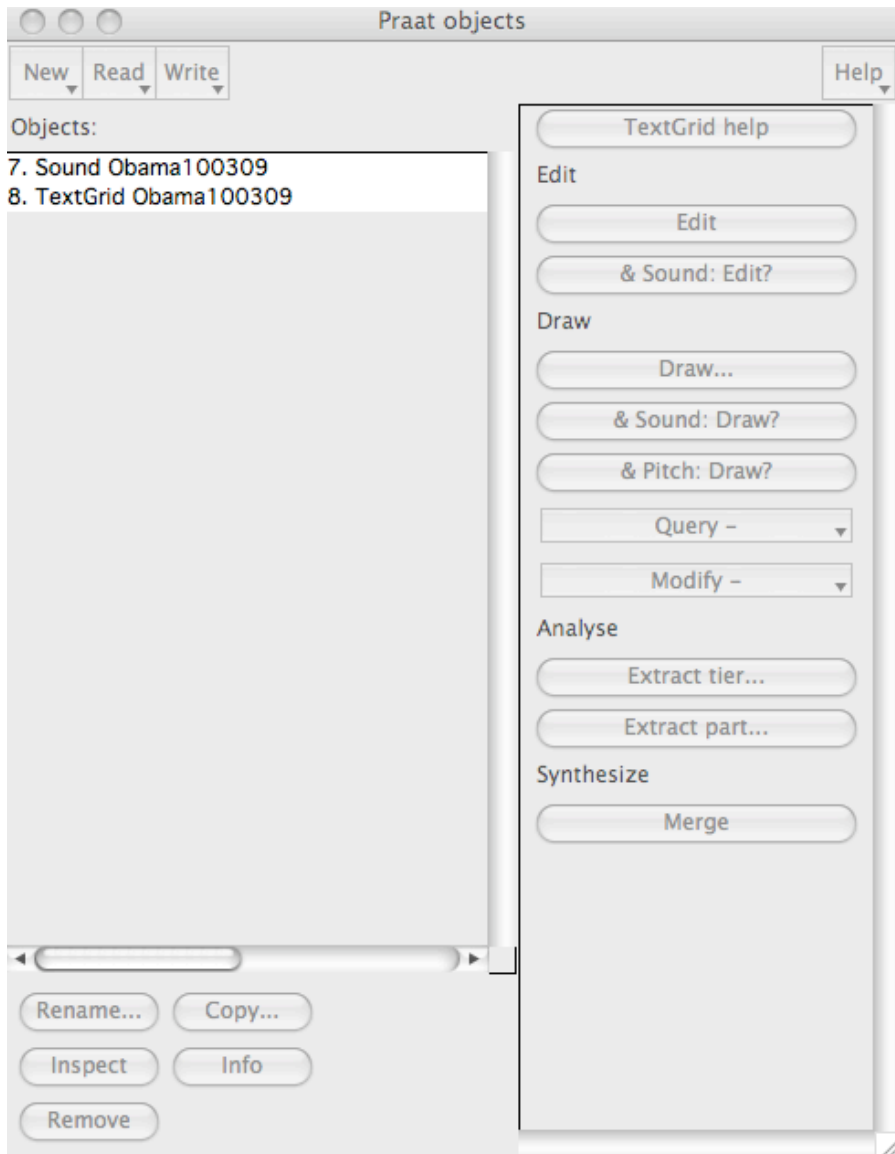 Praat objects
New Read Write Help
Objects:
7. Sound Obama100309
8. TextGrid Obama100309
TextGrid help
Edit
Edit
& Sound: Edit?
Draw
Draw...
& Sound: Draw?
& Pitch: Draw?
Query –
Modify –
Analyse
Extract tier...
Extract part...
Synthesize
Merge
Rename... Copy...
Inspect Info
Remove